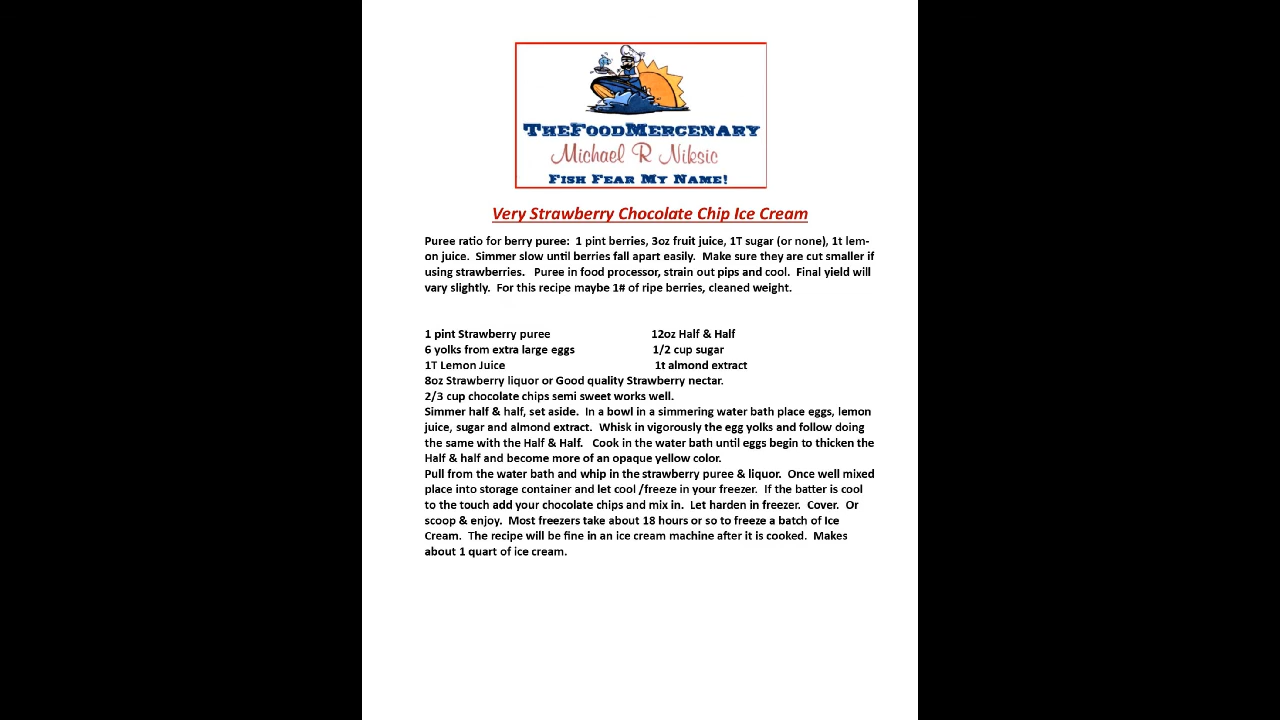 TheFoodMercenary
Michael R Niksic
Fish Fear My Name!
Very Strawberry Chocolate Chip Ice Cream
Puree ratio for berry puree:  1 pint berries, 3oz fruit juice, 1T sugar (or none), 1t lem-
on juice.  Simmer slow until berries fall apart easily.  Make sure they are cut smaller if
using strawberries.   Puree in food processor, strain out pips and cool.  Final yield will
vary slightly.  For this recipe maybe 1# of ripe berries, cleaned weight.
1 pint Strawberry puree 12oz Half & Half
6 yolks from extra large eggs 1/2 cup sugar
1T Lemon Juice 1t almond extract
8oz Strawberry liquor or Good quality Strawberry nectar.
2/3 cup chocolate chips semi sweet works well.
Simmer half & half, set aside.  In a bowl in a simmering water bath place eggs, lemon
juice, sugar and almond extract.  Whisk in vigorously the egg yolks and follow doing
the same with the Half & Half.   Cook in the water bath until eggs begin to thicken the
Half & half and become more of an opaque yellow color.
Pull from the water bath and whip in the strawberry puree & liquor.  Once well mixed
place into storage container and let cool /freeze in your freezer.  If the batter is cool
to the touch add your chocolate chips and mix in.  Let harden in freezer.  Cover.  Or
scoop & enjoy.  Most freezers take about 18 hours or so to freeze a batch of Ice
Cream.  The recipe will be fine in an ice cream machine after it is cooked.  Makes
about 1 quart of ice cream.